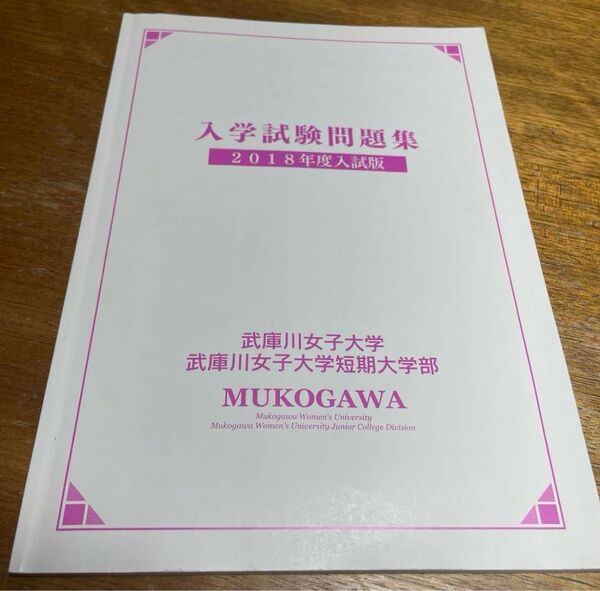 入学試験問題集
2018年度入試版
武庫川女子大学
武庫川女子大学短期大学部
MUKOGAWA
Mukogawa Women's University
Mukogawa Women's University Junior College Division